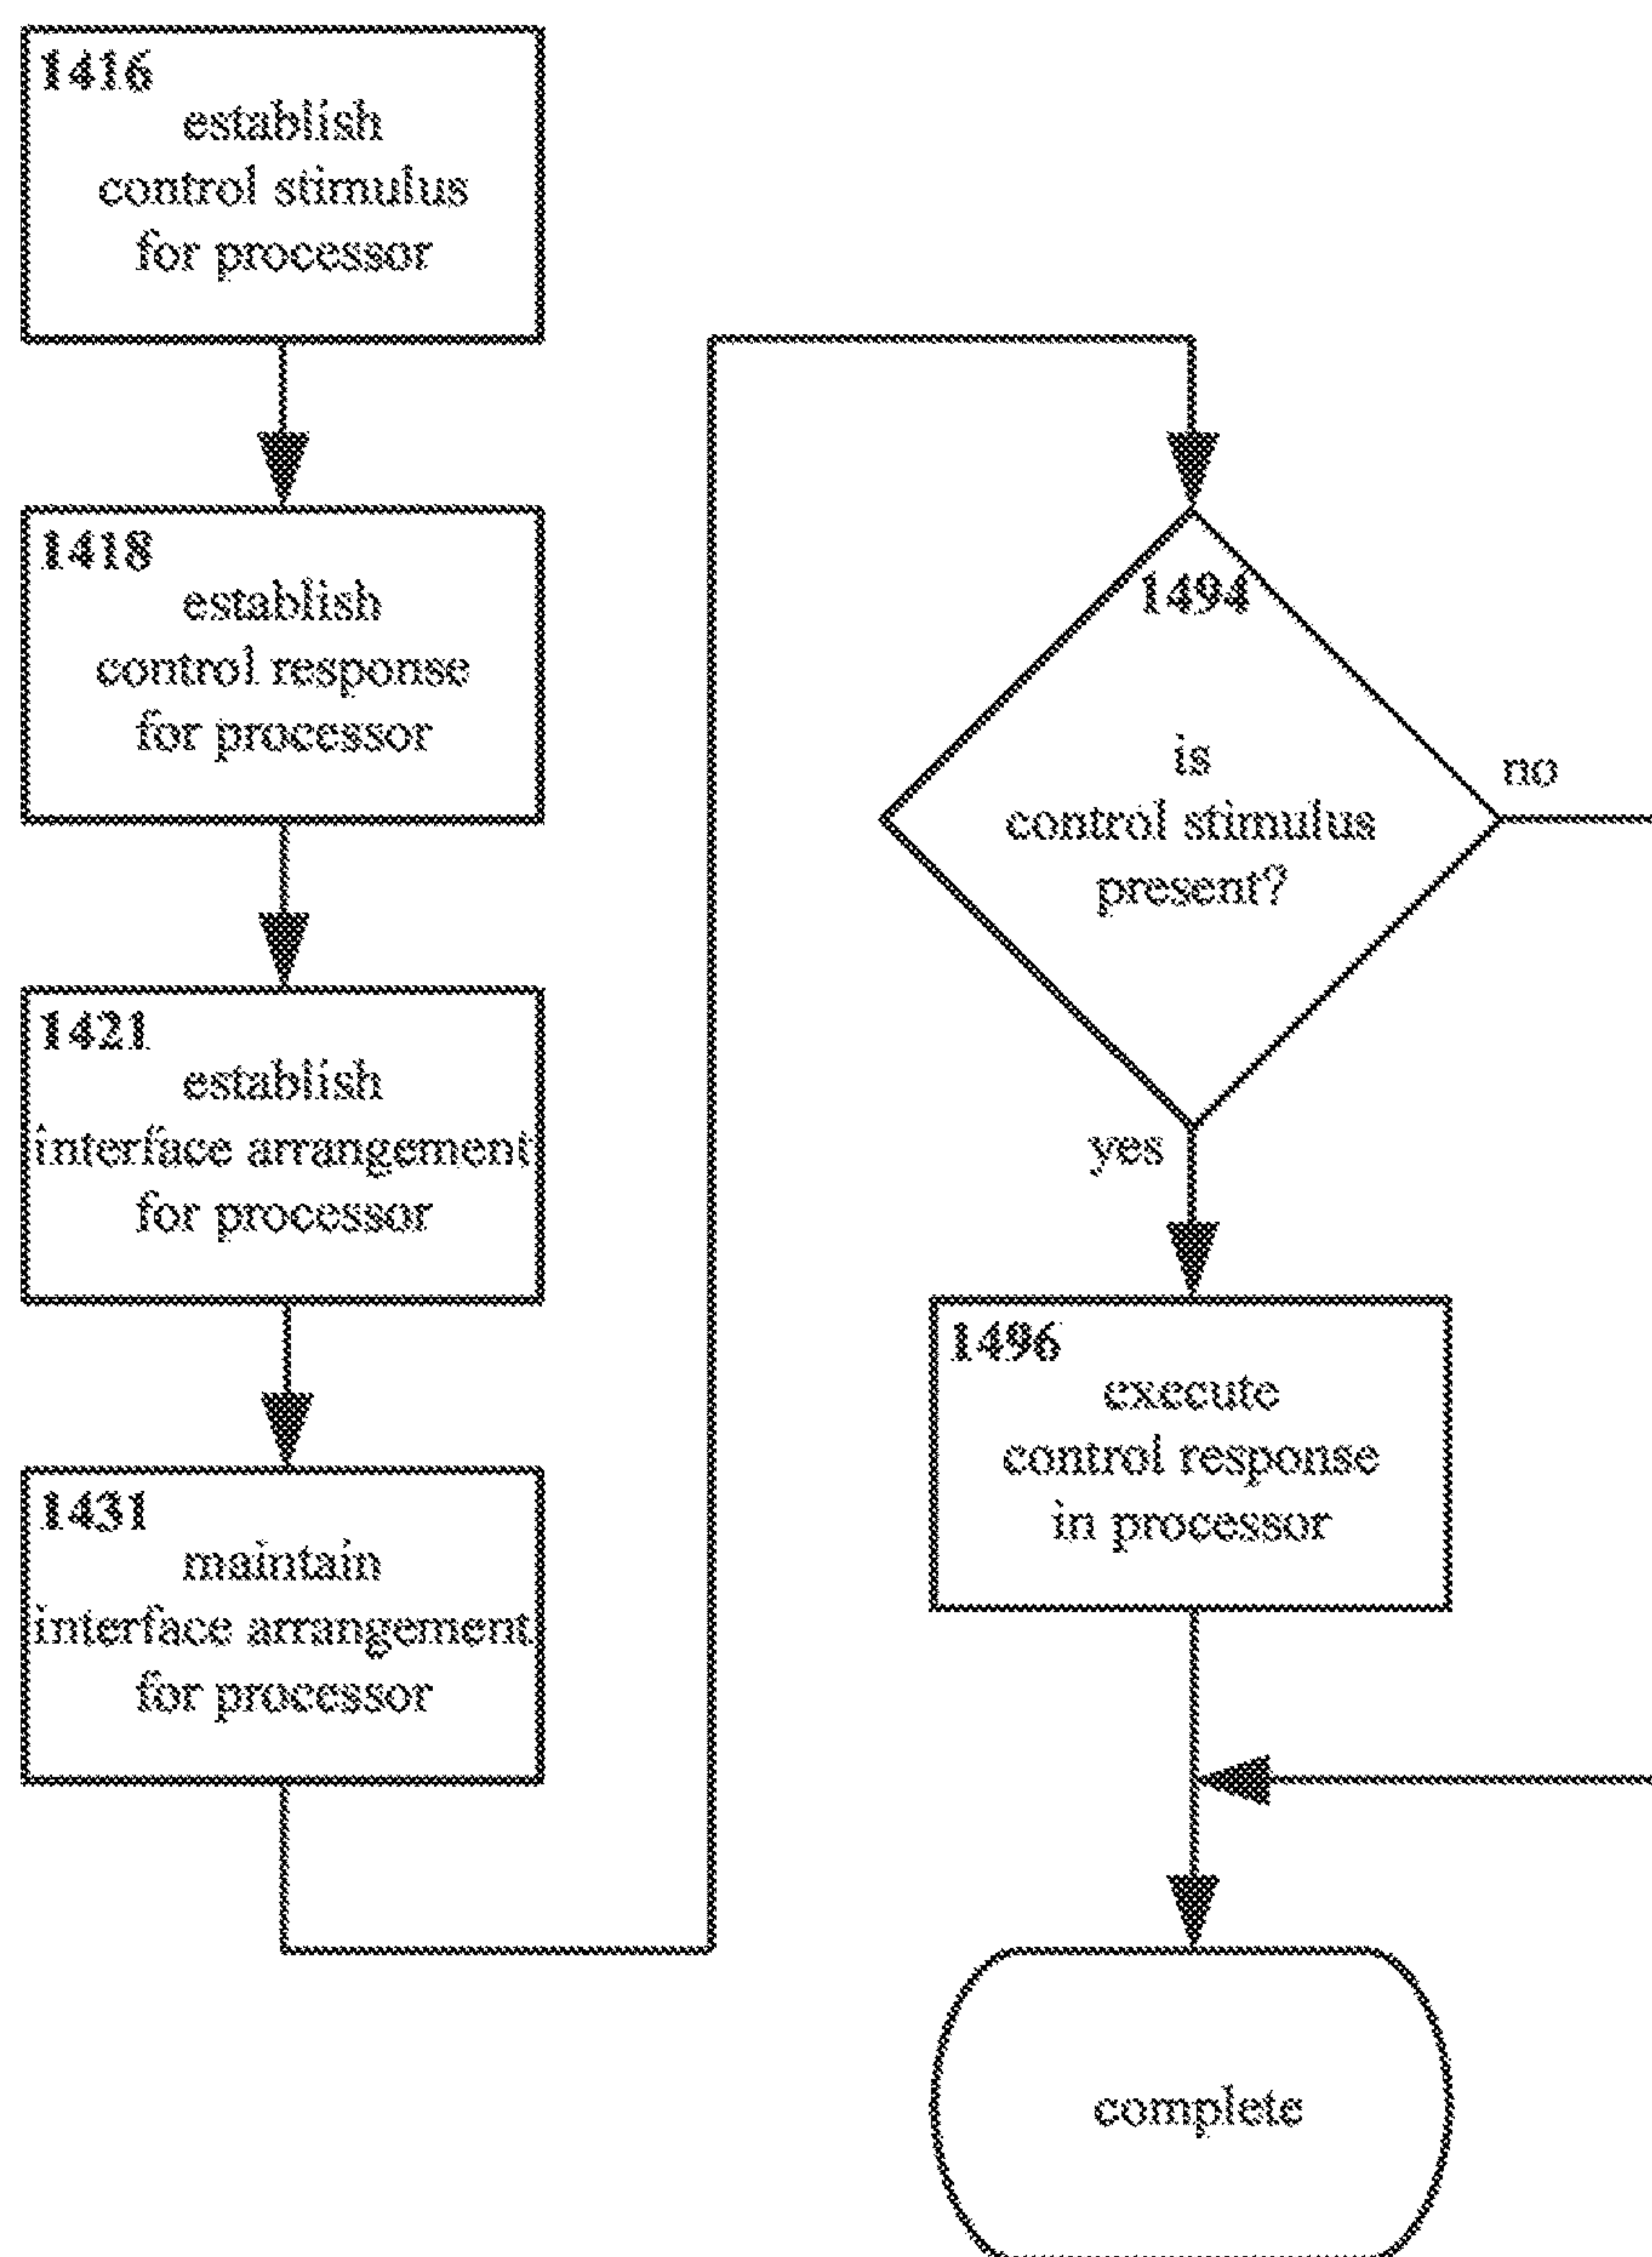 1416
establish
control stimulus
for processor
1418
establish
control response
for processor
1421
establish
interface arrangement
for processor
1431
maintain
interface arrangement
for processor
1494
is
control stimulus
present?
no
yes
1496
execute
control response
in processor
complete